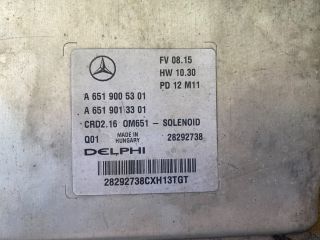 FV 08.15
HW 10.30
PD 12 M11
A 651 900 53 01
A 651 901 33 01
CRD2.16 OM651 - SOLENOID
Q01 MADE IN HUNGARY 28292738
DELPHI
28292738CXH13TGT